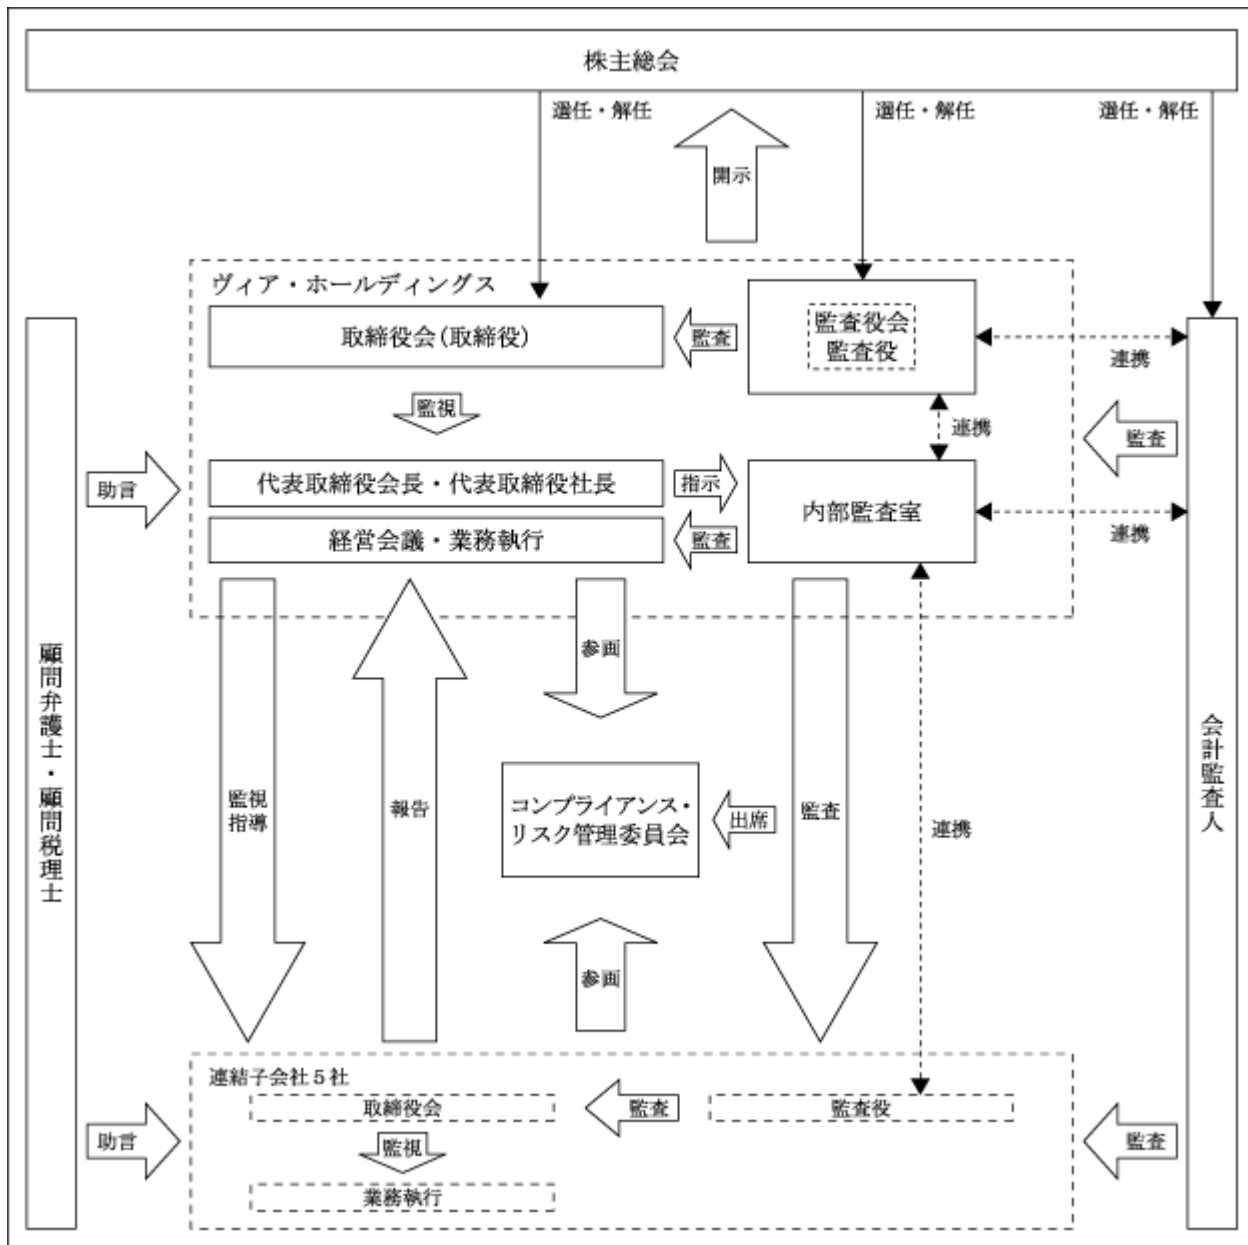 株主総会
選任・解任
選任・解任
選任・解任
開示
ヴィア・ホールディングス
取締役会(取締役)
監査
監査役会
監査役
連携
監視
連携
監査
助言
代表取締役会長・代表取締役社長
指示
内部監査室
経営会議・業務執行
監査
連携
参画
顧問弁護士・顧問税理士
会計監査人
監視
指導
報告
コンプライアンス・
リスク管理委員会
出席
監査
連携
参画
連結子会社5社
取締役会
監査
監査役
助言
監視
監査
業務執行